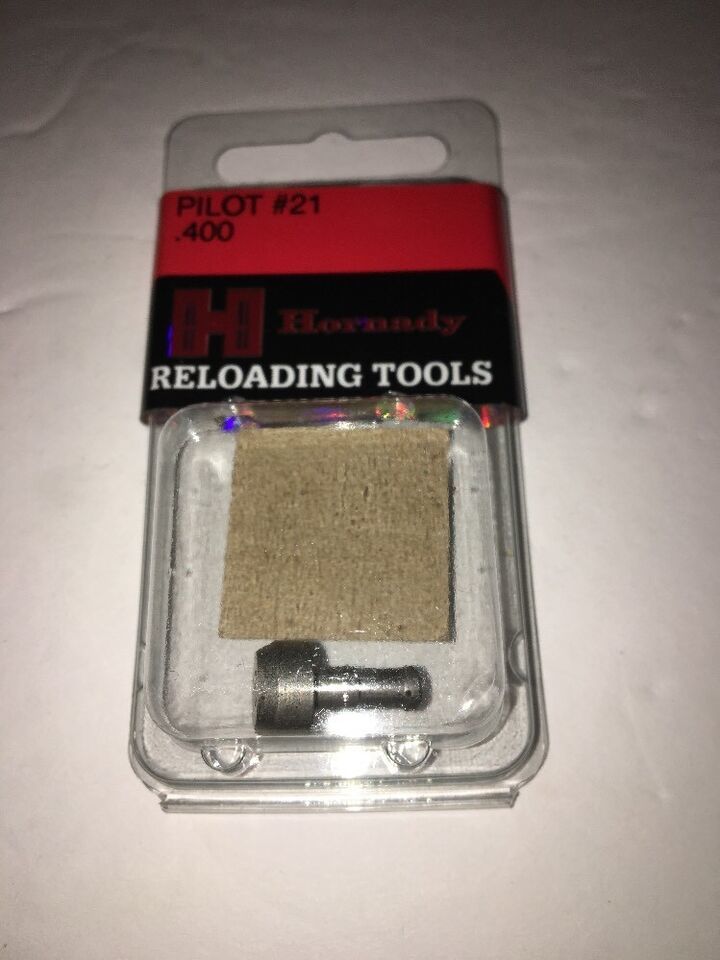 PILOT #21
.400
H Hornady
RELOADING TOOLS